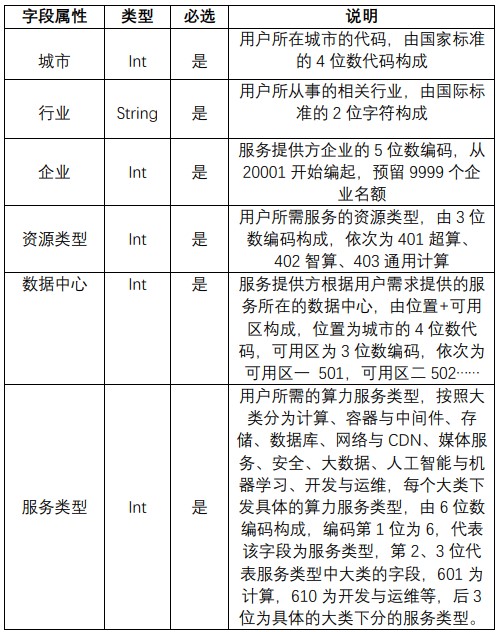 字段属性 类型 必选 说明
城市 Int 是 用户所在城市的代码，由国家标准
的 4 位数代码构成
行业 String 是 用户所从事的相关行业，由国际标
准的 2 位字符构成
企业 Int 是 服务提供方企业的 5 位数编码，从
20001 开始编起，预留 9999 个企
业名额
资源类型 Int 是 用户所需服务的资源类型，由 3 位
数编码构成，依次为 401 超算、
402 智算、403 通用计算
数据中心 Int 是 服务提供方根据用户需求提供的服
务所在的数据中心，由位置+可用
区构成，位置为城市的 4 位数代
码，可用区为 3 位数编码，依次为
可用区一 501，可用区二 502……
服务类型 Int 是 用户所需的算力服务类型，按照大
类分为计算、容器与中间件、存
储、数据库、网络与 CDN、媒体服
务、安全、大数据、人工智能与机
器学习、开发与运维，每个大类下
发具体的算力服务类型，由 6 位数
编码构成，编码第 1 位为 6，代表
该字段为服务类型，第 2、3 位代
表服务类型中大类的字段，601 为
计算，610 为开发与运维等，后 3
位为具体的大类下分的服务类型。